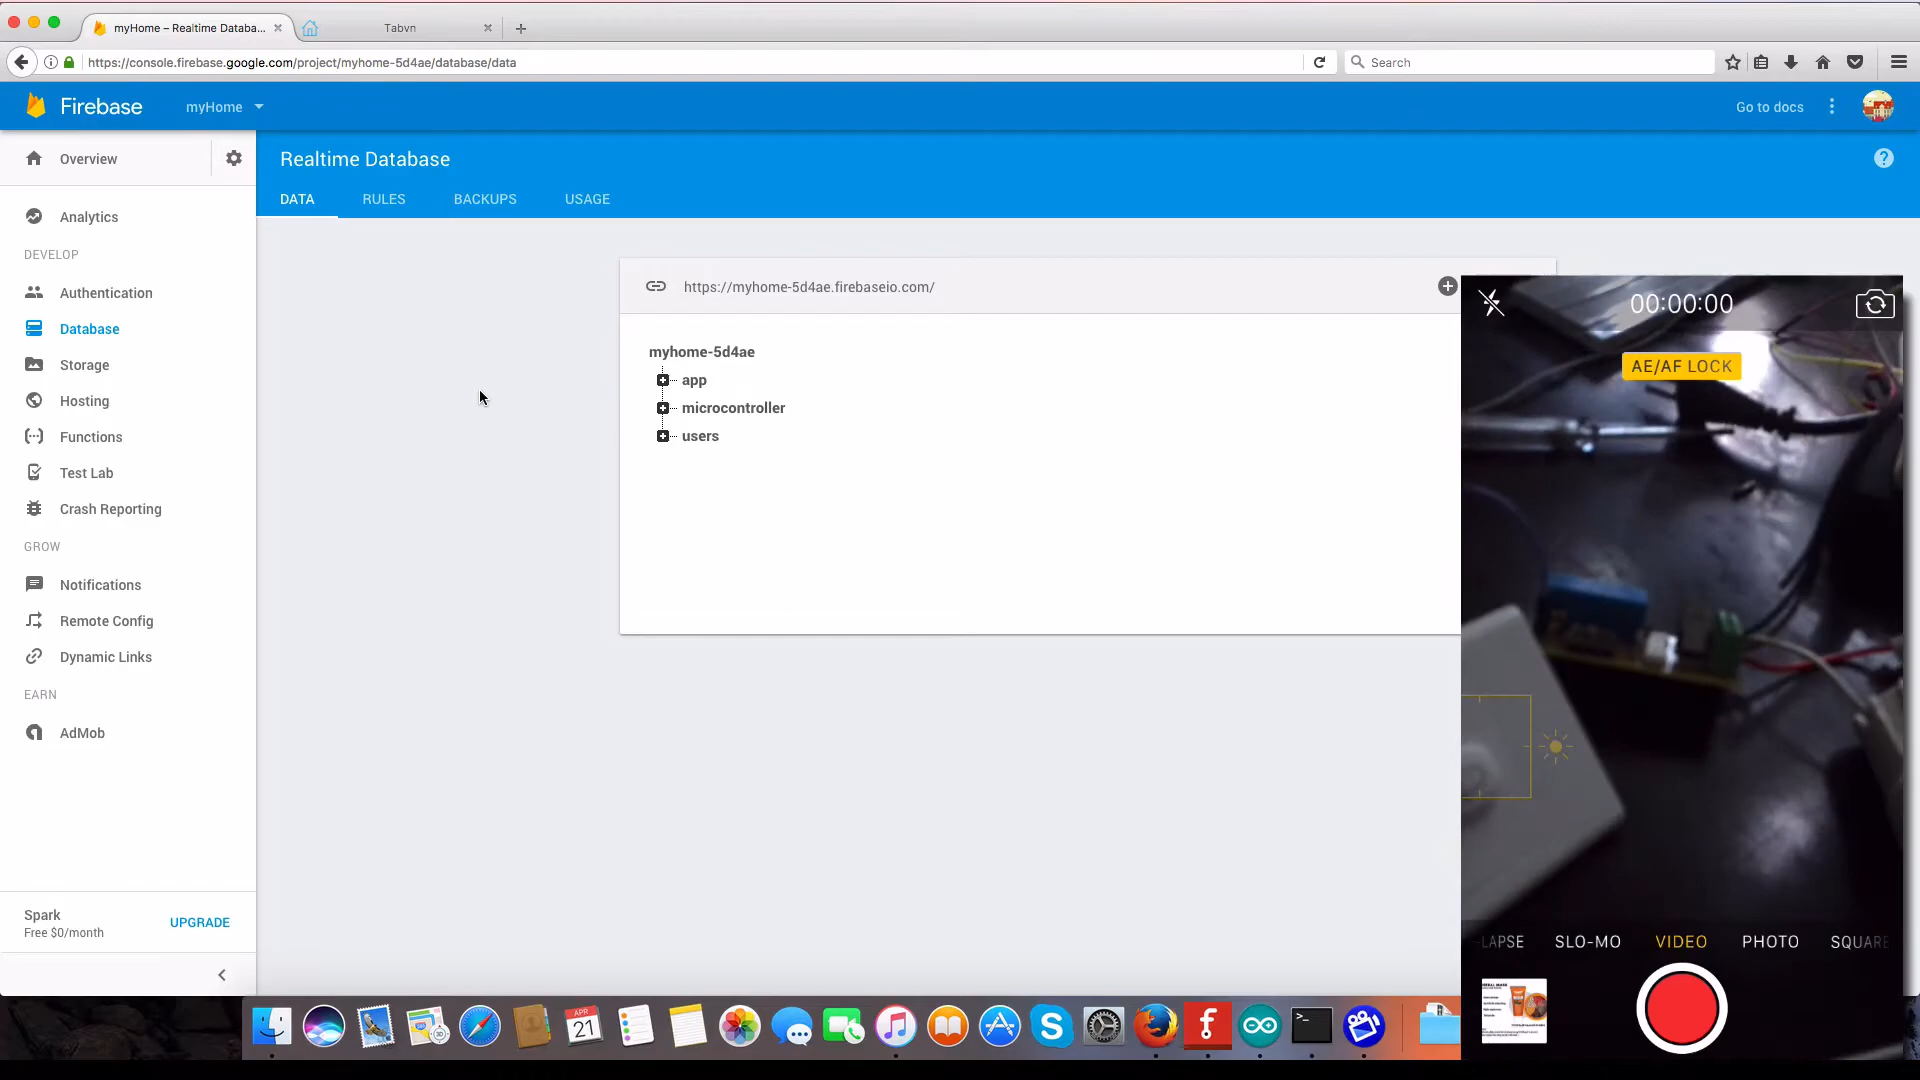 myHome – Realtime Databa...
Tabvn
https://console.firebase.google.com/project/myhome-5d4ae/database/data
Search
Firebase
myHome
Go to docs
Overview
Realtime Database
DATA
RULES
BACKUPS
USAGE
Analytics
DEVELOP
Authentication
Database
Storage
Hosting
Functions
Test Lab
Crash Reporting
GROW
Notifications
Remote Config
Dynamic Links
EARN
AdMob
Spark
Free $0/month
UPGRADE
https://myhome-5d4ae.firebaseio.com/
myhome-5d4ae
app
microcontroller
users
00:00:00
AE/AF LOCK
-LAPSE
SLO-MO
VIDEO
PHOTO
SQUARE
APR
21